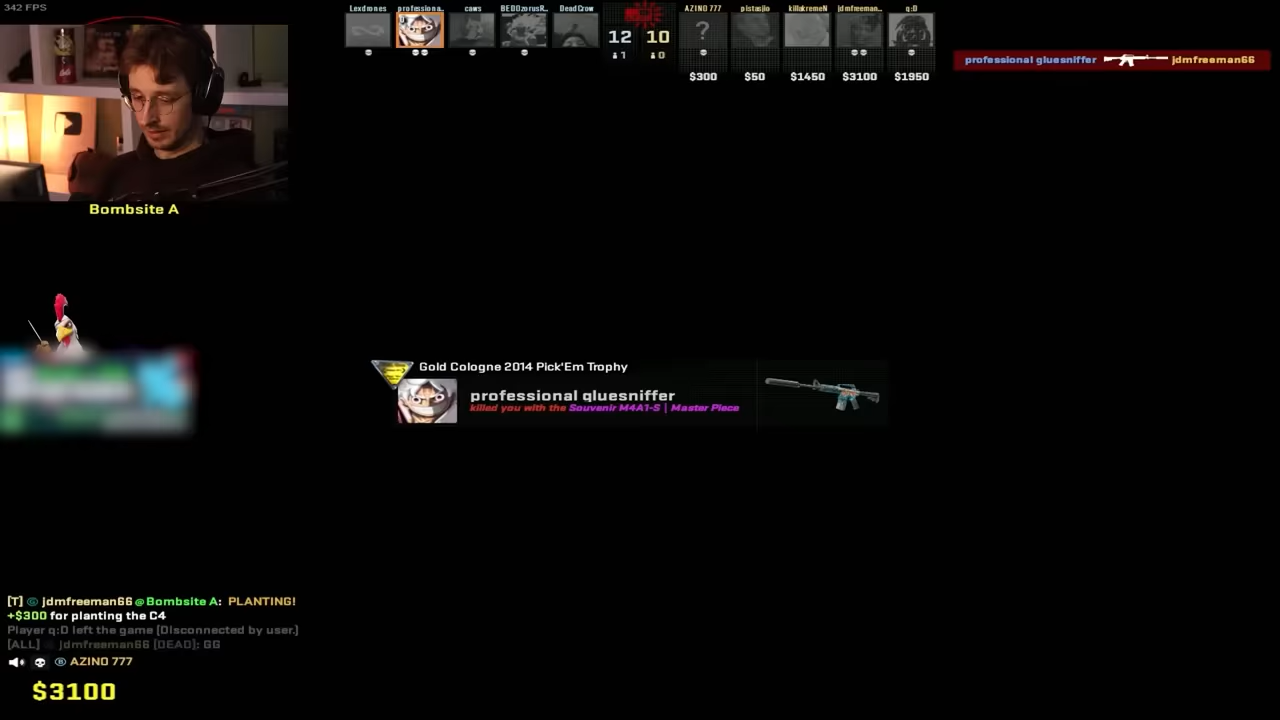 342 FPS
Lexdrones
professiona...
caws
DeadCrow
12
10
1
0
AZINO 777
pistasjio
killakremeN
jdmfreeman...
q:D
?
$300
$50
$1450
$3100
$1950
professional gluesniffer
jdmfreeman66
Bombsite A
Gold Cologne 2014 Pick'Em Trophy
professional gluesniffer
killed you with the Souvenir M4A1-S | Master Piece
[T] jdmfreeman66 @ Bombsite A: PLANTING!
+$300 for planting the C4
Player q:D left the game (Disconnected by user.)
[ALL] jdmfreeman66 [DEAD]: GG
AZINO 777
$3100